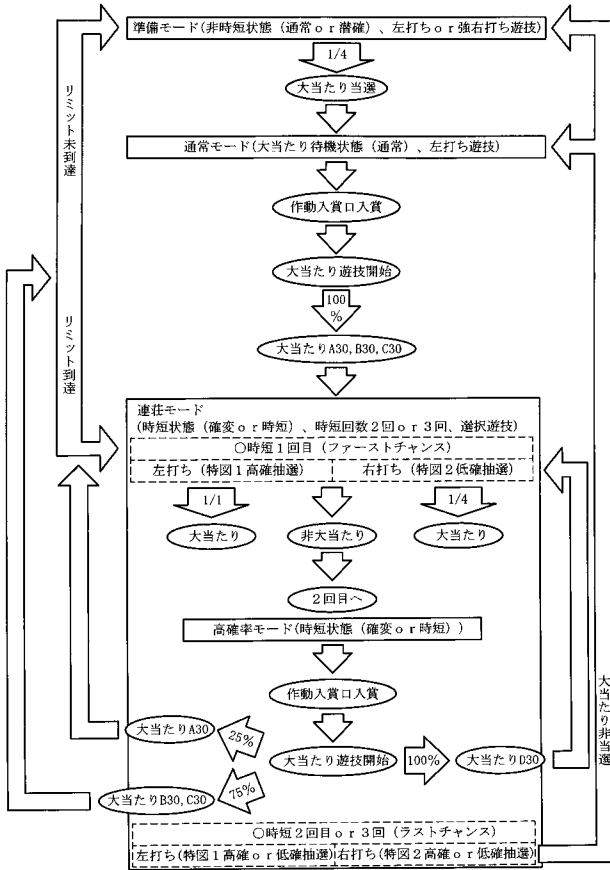 準備モード(非時短状態(通常or潜確)、左打ちor強右打ち遊技)
1/4
大当たり当選
リミット未到達
通常モード(大当たり待機状態(通常)、左打ち遊技)
作動入賞口入賞
大当たり遊技開始
100
%
大当たりA30,B30,C30
リミット到達
連荘モード
(時短状態(確変or時短)、時短回数2回or3回、選択遊技)
○時短1回目(ファーストチャンス)
左打ち(特図1高確抽選)
右打ち(特図2低確抽選)
1/1
1/4
大当たり
非大当たり
大当たり
2回目へ
高確率モード(時短状態(確変or時短))
作動入賞口入賞
大当たりA30
25%
大当たり遊技開始
100%
大当たりD30
大当たり非当選
75%
大当たりB30,C30
○時短2回目or3回(ラストチャンス)
左打ち(特図1高確or低確抽選)
右打ち(特図2高確or低確抽選)